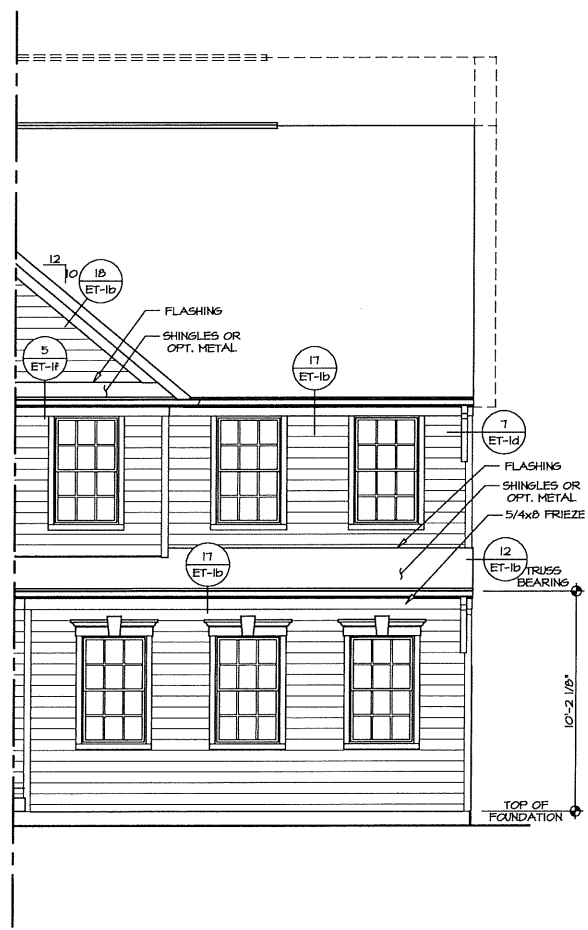 12
10
18
ET-1b
FLASHING
SHINGLES OR
OPT. METAL
5
ET-1f
17
ET-1b
7
ET-1d
FLASHING
SHINGLES OR
OPT. METAL
5/4x8 FRIEZE
17
ET-1b
12
ET-1b
TRUSS
BEARING
10'-2 1/8"
TOP OF
FOUNDATION